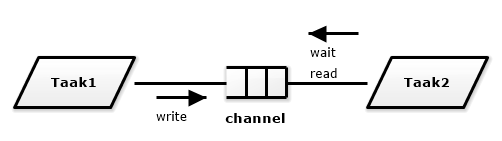 wait
read
Taak1
Taak2
write
channel